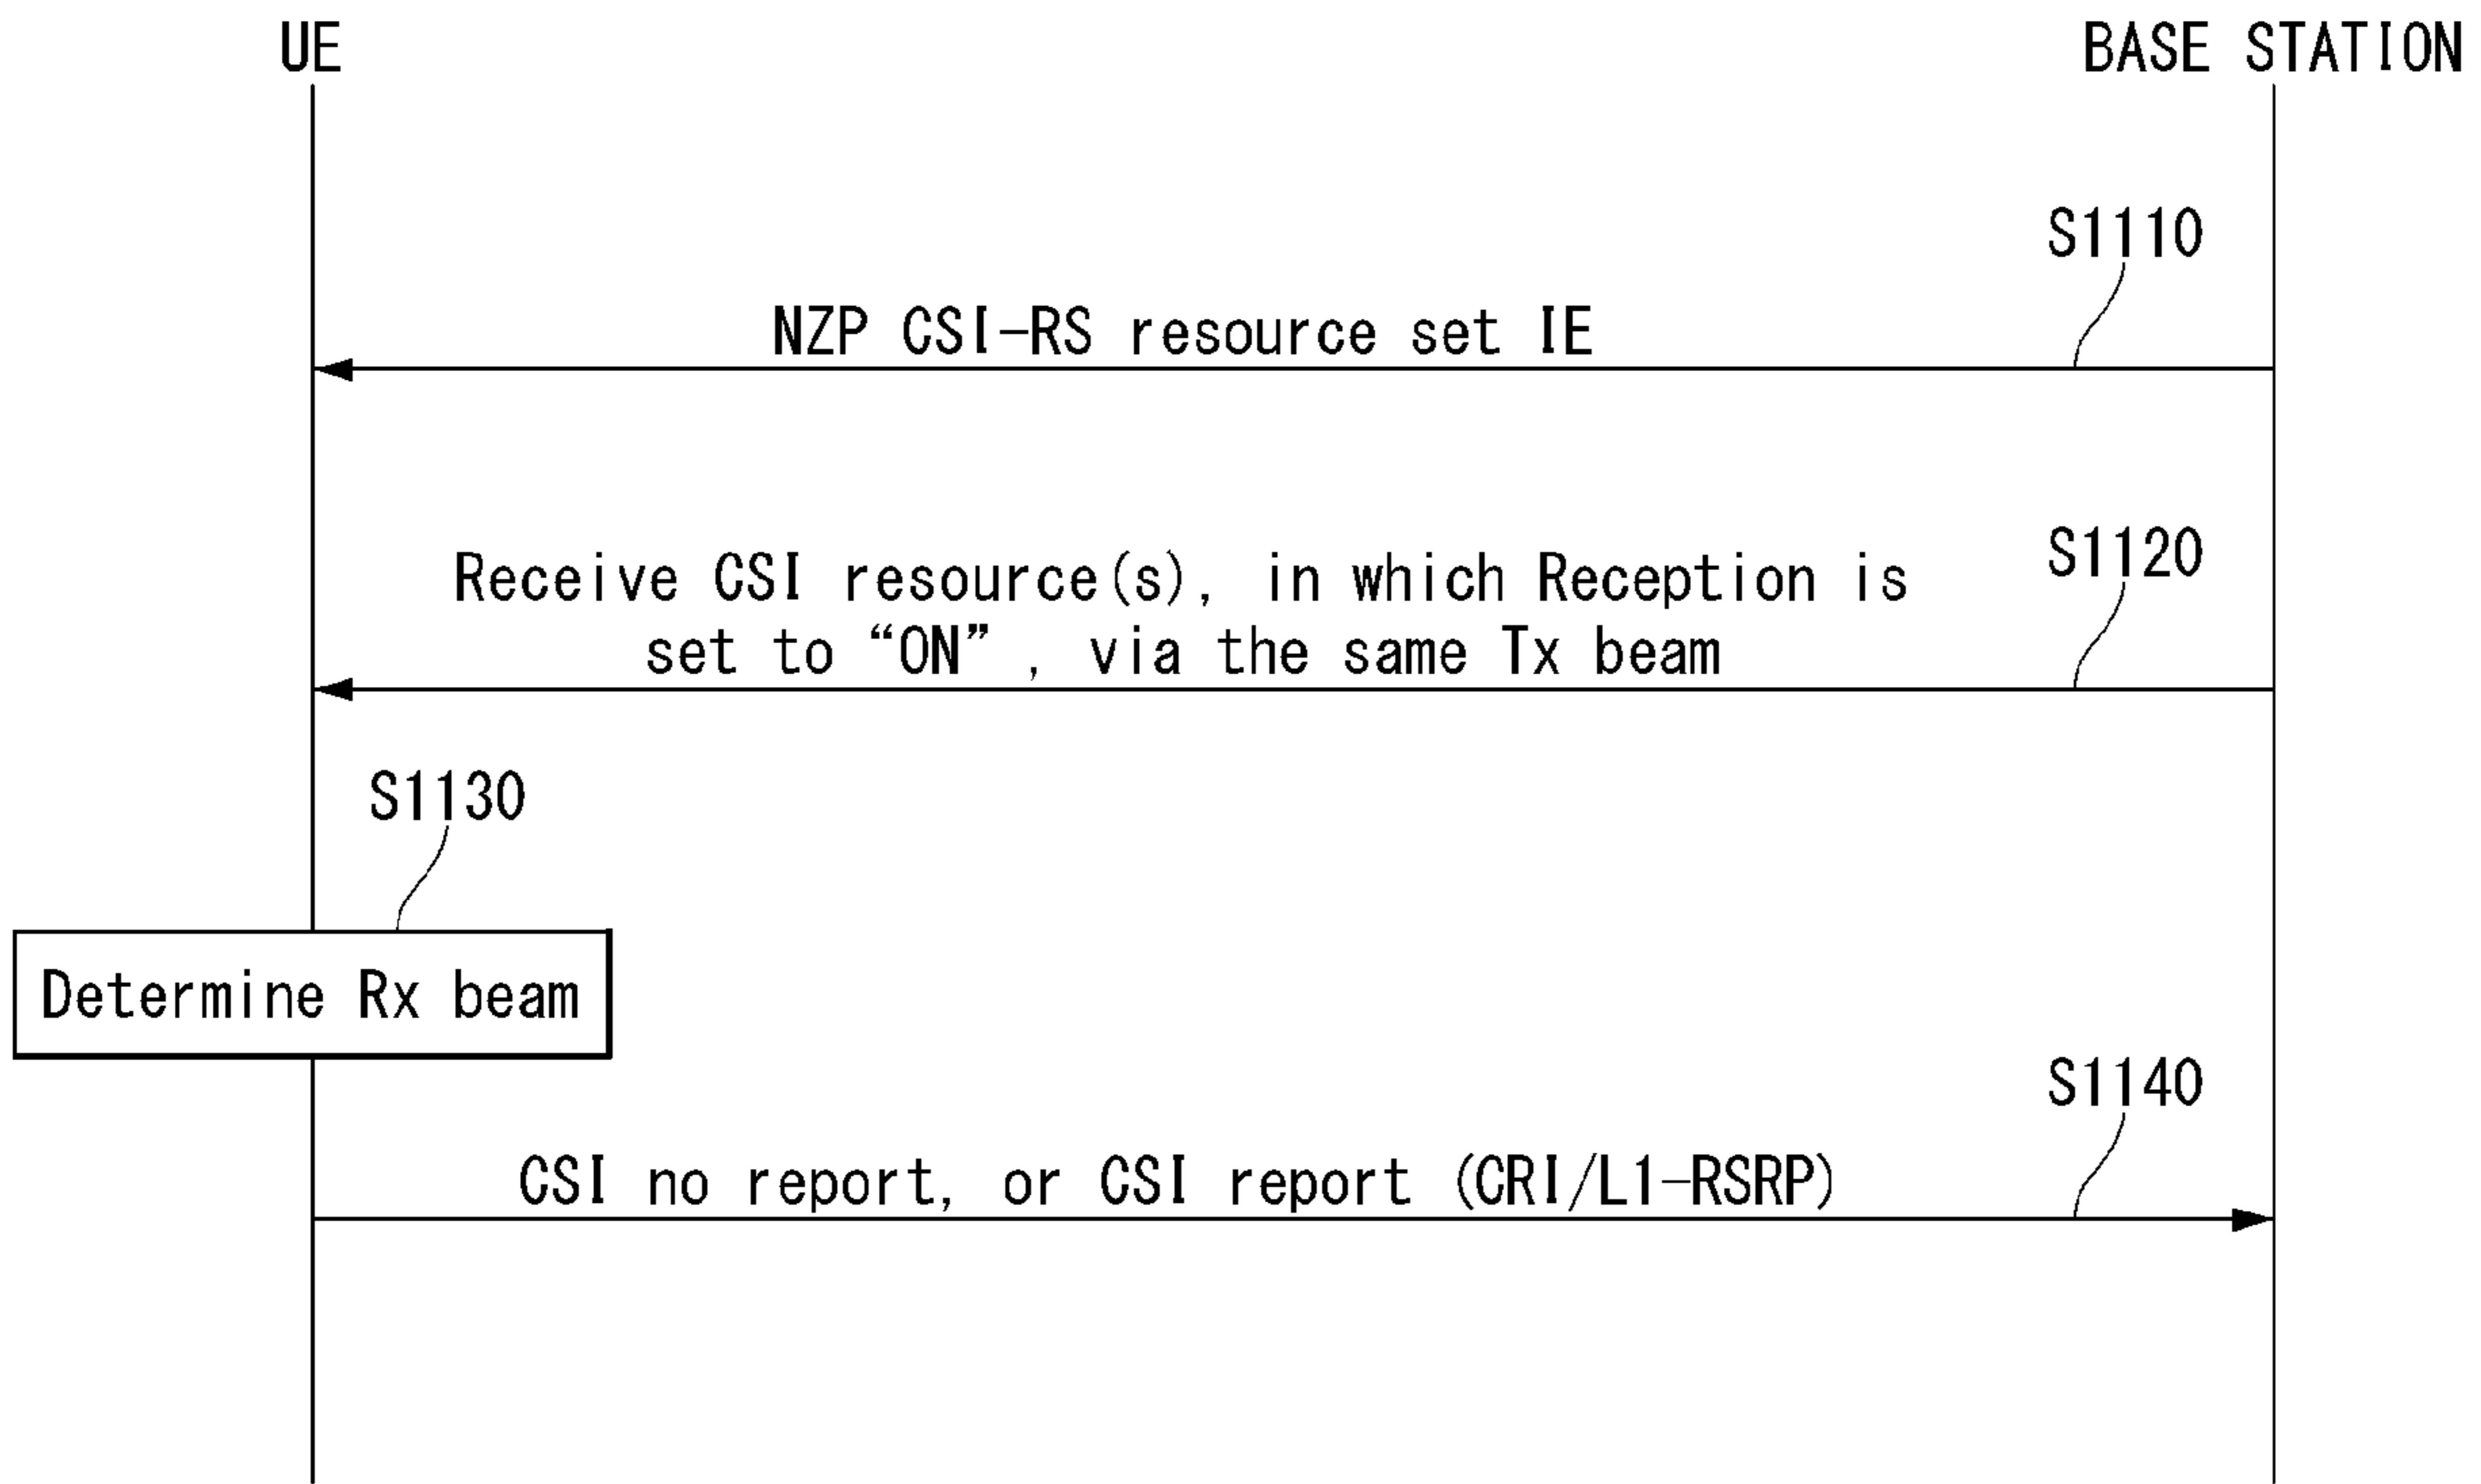 UE
BASE STATION
S1110
NZP CSI-RS resource set IE
S1120
Receive CSI resource(s), in which Reception is
set to “ON”, via the same Tx beam
S1130
Determine Rx beam
S1140
CSI no report, or CSI report (CRI/L1-RSRP)